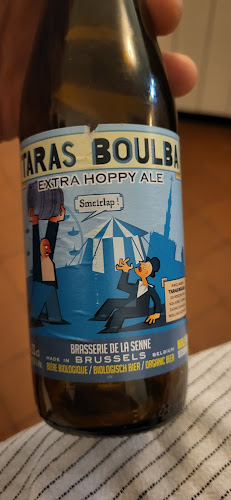 TARAS BOULBA
EXTRA HOPPY ALE
Smeirlap !
BRASSERIE DE LA SENNE
MADE IN BRUSSELS BELGIUM
BIÈRE BIOLOGIQUE / BIOLOGISCH BIER / ORGANIC BEER